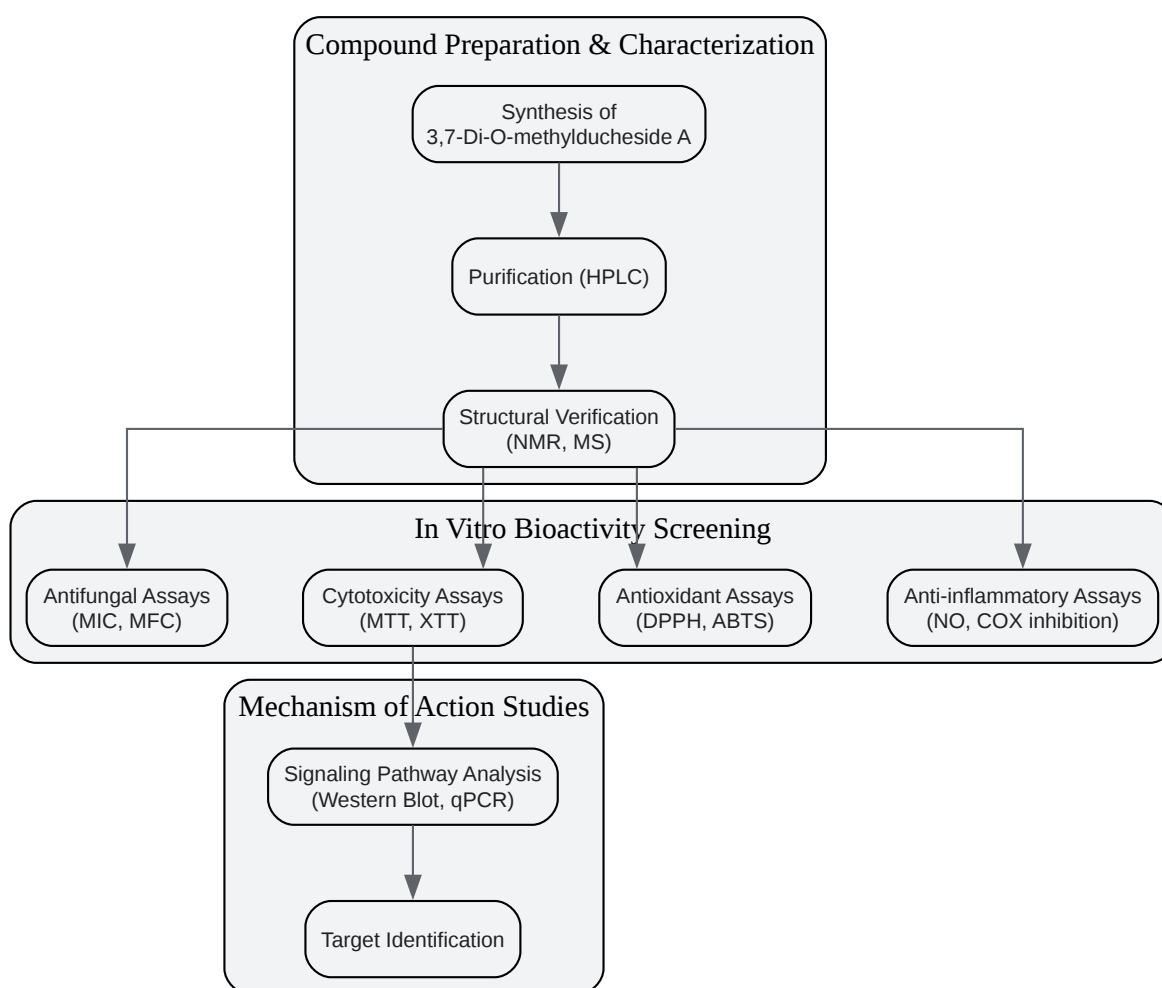 Compound Preparation & Characterization
Synthesis of
3,7-Di-O-methylducheside A
Purification (HPLC)
Structural Verification
(NMR, MS)
In Vitro Bioactivity Screening
Antifungal Assays
(MIC, MFC)
Cytotoxicity Assays
(MTT, XTT)
Antioxidant Assays
(DPPH, ABTS)
Anti-inflammatory Assays
(NO, COX inhibition)
Mechanism of Action Studies
Signaling Pathway Analysis
(Western Blot, qPCR)
Target Identification